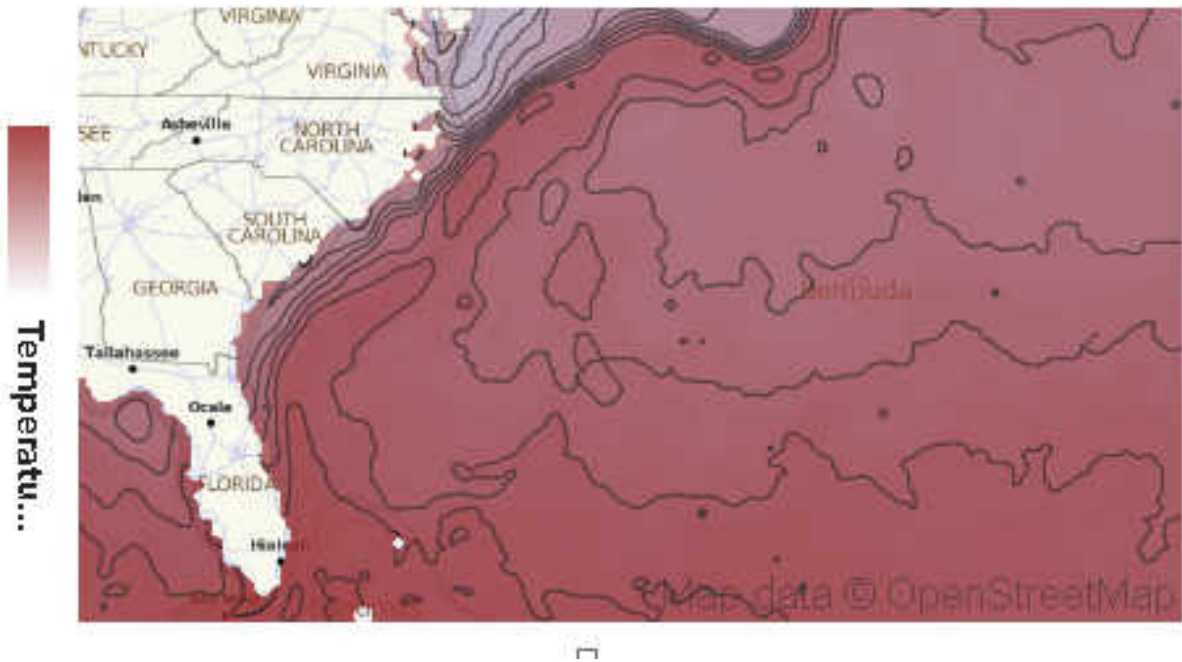 VIRGINIA
NTUCKY
VIRGINIA
SEE
Asheville
NORTH
CAROLINA
len
SOUTH
CAROLINA
GEORGIA
Bermuda
Temperatu...
Tallahassee
Ocala
FLORIDA
Hialeah
Map data © OpenStreetMap